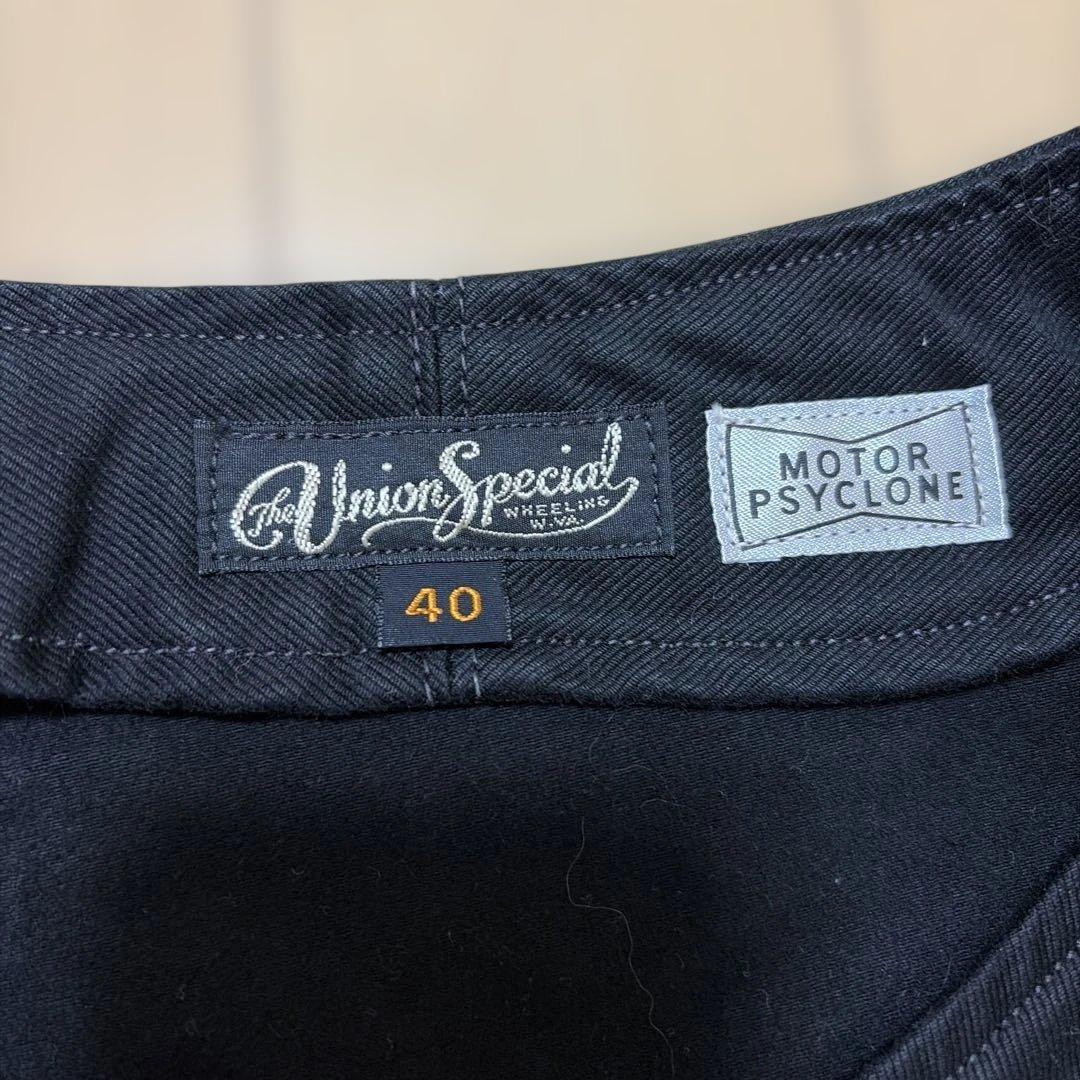 The Union Special
WHEELING
W.VA.
40
MOTOR
PSYCLONE